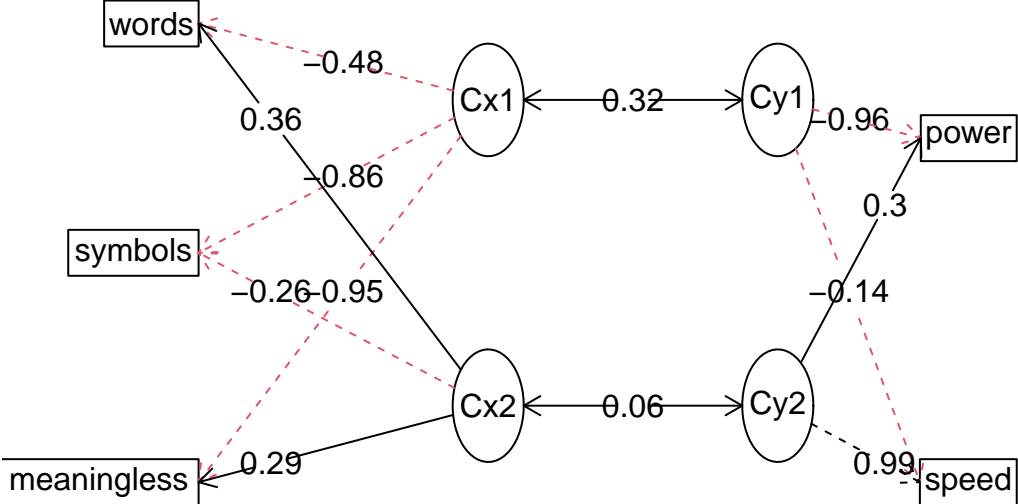 words
−0.48
Cx1
0.32
Cy1
−0.96
power
0.36
−0.86
0.3
symbols
−0.26
−0.95
−0.14
Cx2
0.06
Cy2
meaningless
0.29
0.99
speed